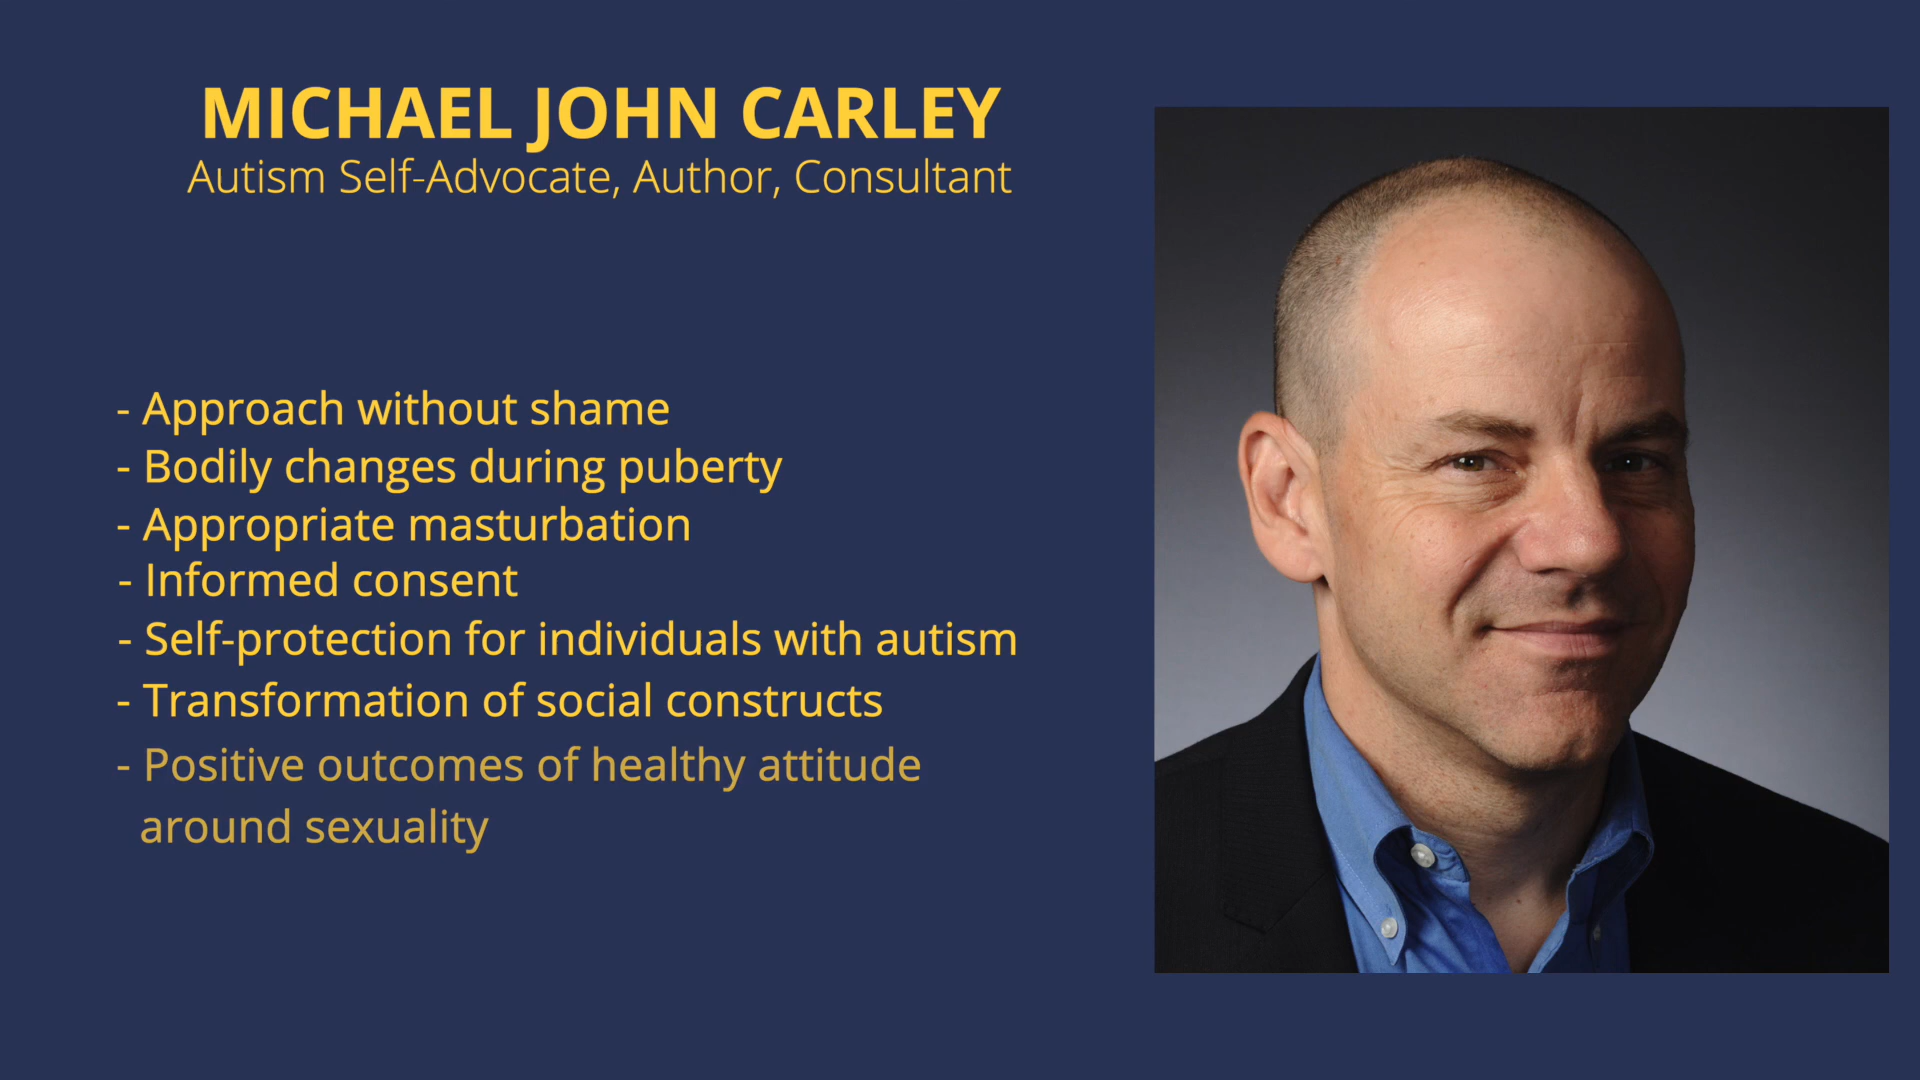 MICHAEL JOHN CARLEY
Autism Self-Advocate, Author, Consultant
- Approach without shame
- Bodily changes during puberty
- Appropriate masturbation
- Informed consent
- Self-protection for individuals with autism
- Transformation of social constructs
- Positive outcomes of healthy attitude
around sexuality